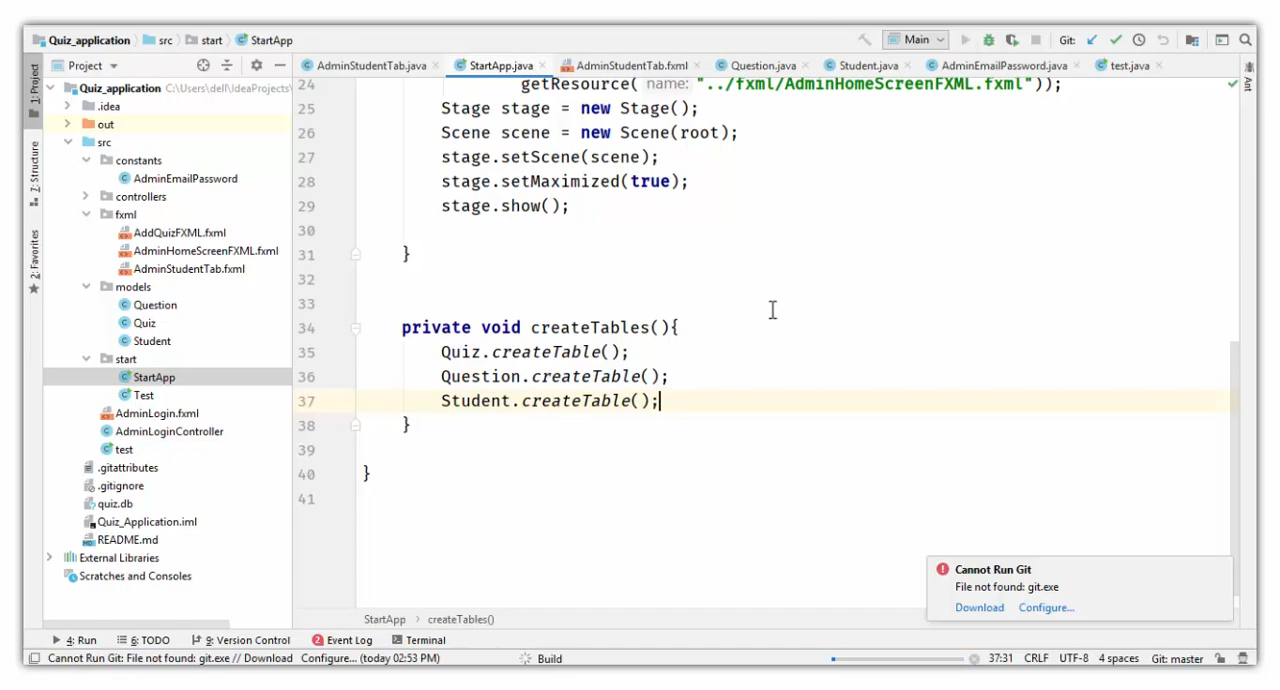 Quiz_application > src > start > StartApp
Main
Git:
Project
AdminStudentTab.java
StartApp.java
AdminStudentTab.fxml
Question.java
Student.java
AdminEmailPassword.java
test.java
1: Project
7: Structure
2: Favorites
Ant
Quiz_application C:\Users\dell\IdeaProjects\
.idea
out
src
constants
AdminEmailPassword
controllers
fxml
AddQuizFXML.fxml
AdminHomeScreenFXML.fxml
AdminStudentTab.fxml
models
Question
Quiz
Student
start
StartApp
Test
AdminLogin.fxml
AdminLoginController
test
.gitattributes
.gitignore
quiz.db
Quiz_Application.iml
README.md
External Libraries
Scratches and Consoles
24 getResource( name: "../fxml/AdminHomeScreenFXML.fxml"));
25 Stage stage = new Stage();
26 Scene scene = new Scene(root);
27 stage.setScene(scene);
28 stage.setMaximized(true);
29 stage.show();
30
31 }
32
33
34 private void createTables(){
35 Quiz.createTable();
36 Question.createTable();
37 Student.createTable();
38 }
39
40 }
41
Cannot Run Git
File not found: git.exe
Download Configure...
StartApp > createTables()
4: Run 6: TODO 9: Version Control 2 Event Log Terminal
Cannot Run Git: File not found: git.exe // Download Configure... (today 02:53 PM) Build 37:31 CRLF UTF-8 4 spaces Git: master